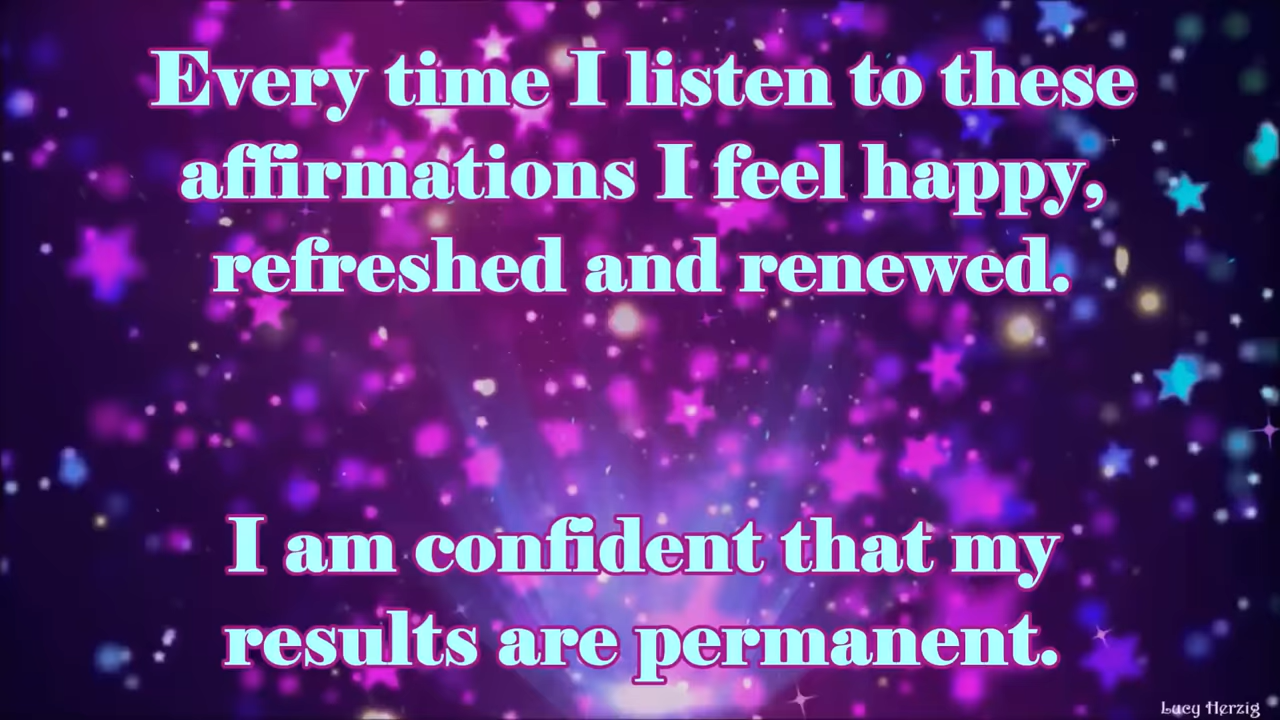 Every time I listen to these
affirmations I feel happy,
refreshed and renewed.
I am confident that my
results are permanent.
Lucy Herzig